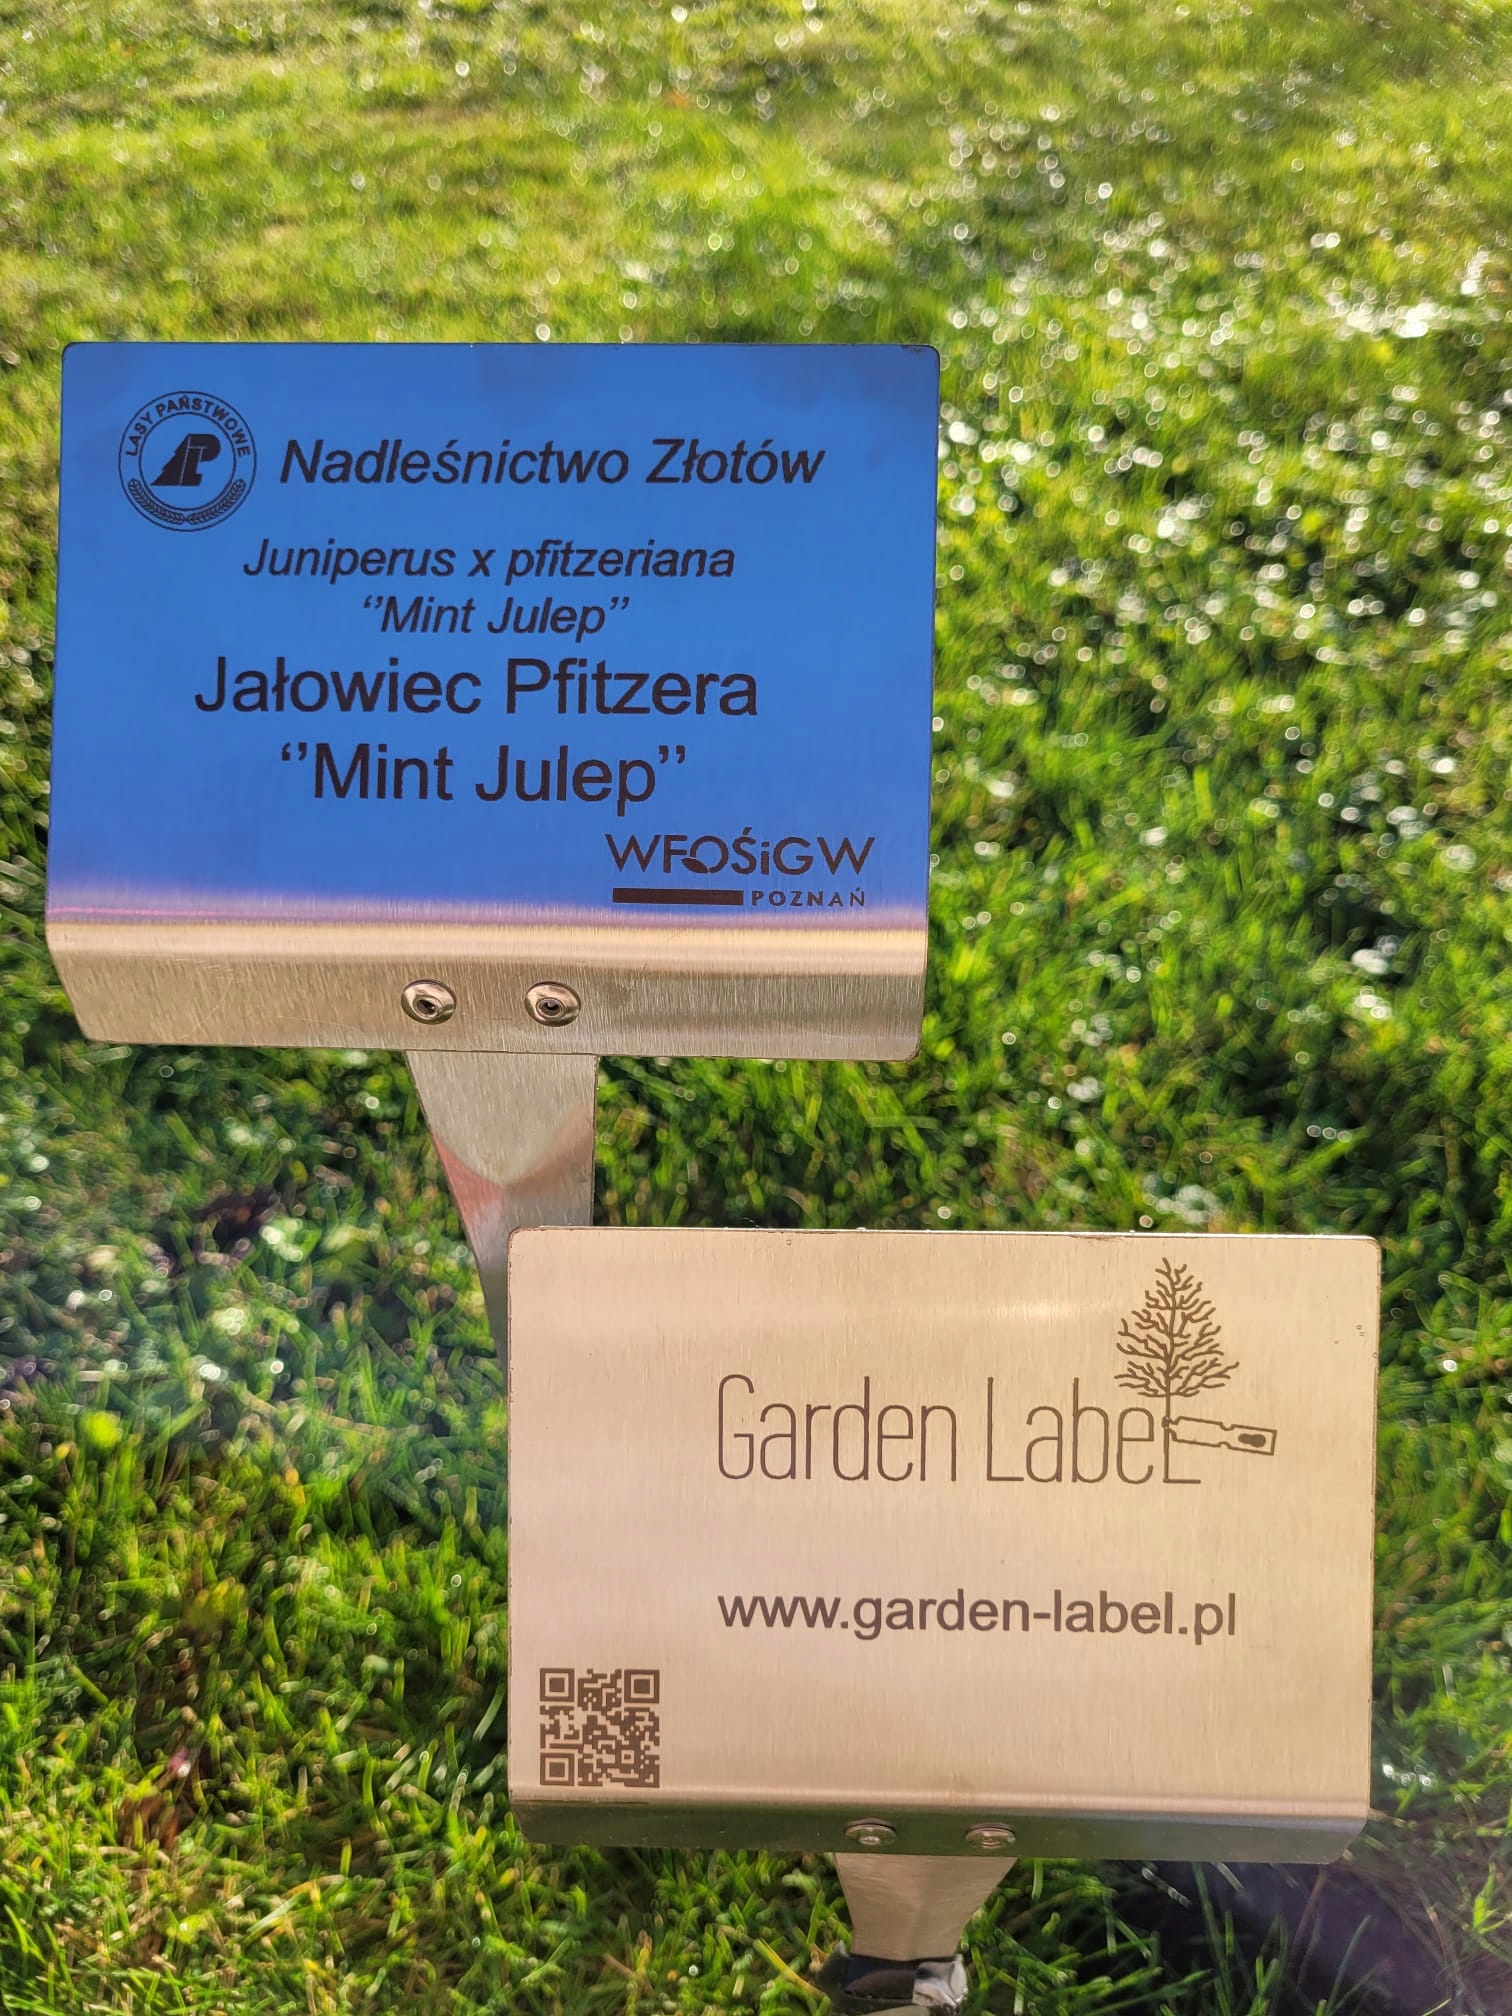 LASY PAŃSTWOWE
Nadleśnictwo Złotów
Juniperus x pfitzeriana
‘’Mint Julep’’
Jałowiec Pfitzera
‘’Mint Julep’’
WFOŚiGW
POZNAŃ
Garden Label
www.garden-label.pl